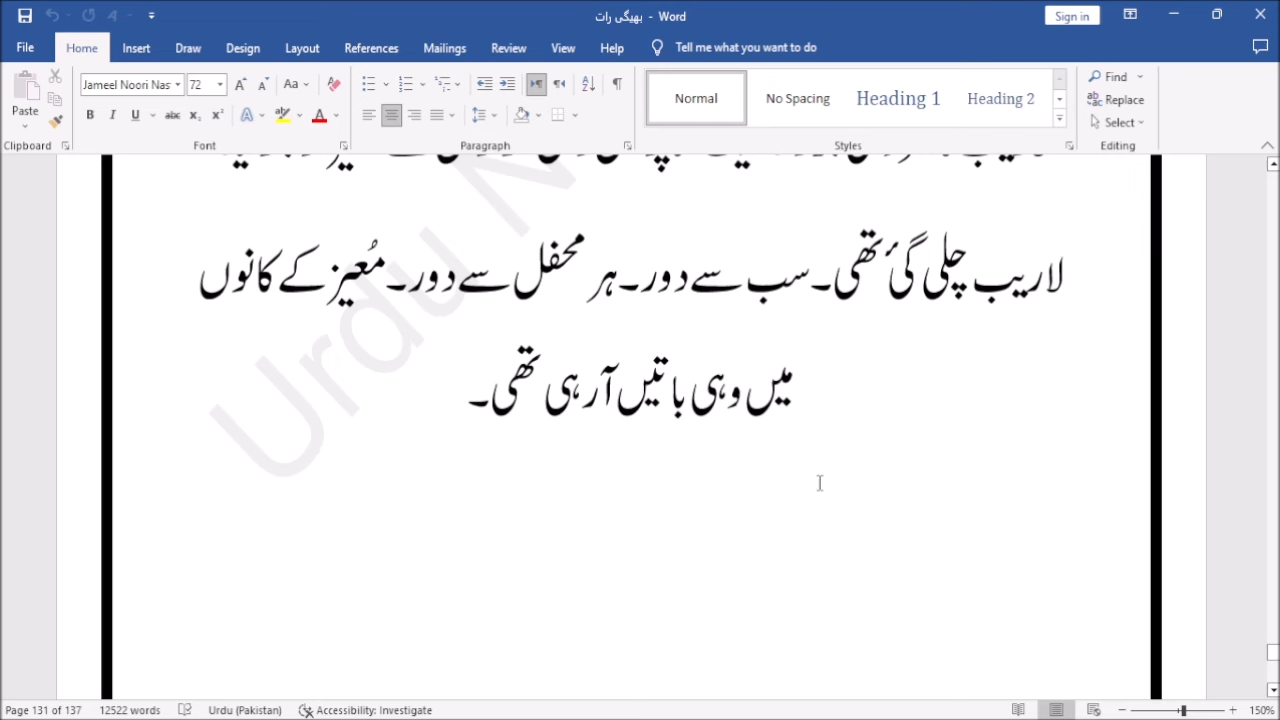 بھیگی رات - Word
Sign in
File Home Insert Draw Design Layout References Mailings Review View Help Tell me what you want to do
Paste
Clipboard
Jameel Noori Nas 72
Font
Paragraph
Normal No Spacing Heading 1 Heading 2
Styles
Find
Replace
Select
Editing
لاریب چلی گئ تھی۔ سب سے دور۔ ہر محفل سے دور۔ مُعیز کے کانوں
میں وہی باتیں آرہی تھی۔
Urdu N
Page 131 of 137 12522 words Urdu (Pakistan) Accessibility: Investigate 150%